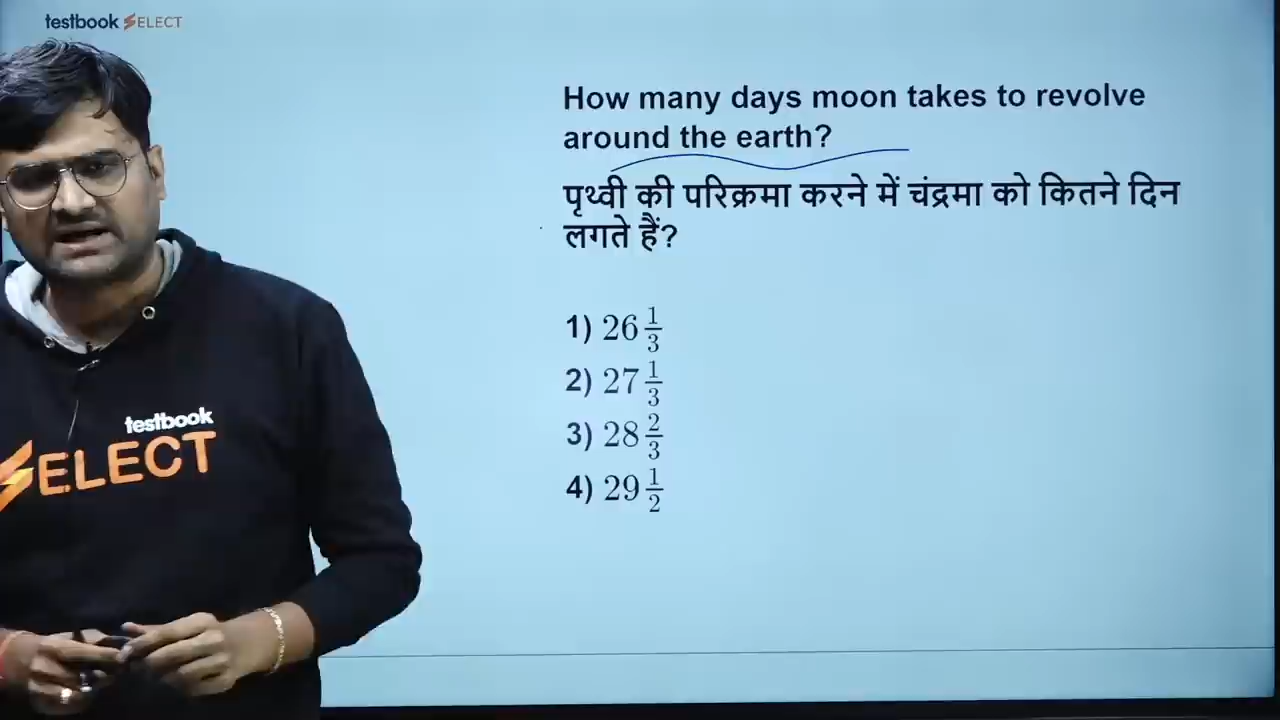 testbook SELECT
How many days moon takes to revolve
around the earth?
पृथ्वी की परिक्रमा करने में चंद्रमा को कितने दिन
लगते हैं?
1) 26 1/3
2) 27 1/3
3) 28 2/3
4) 29 1/2
testbook
SELECT